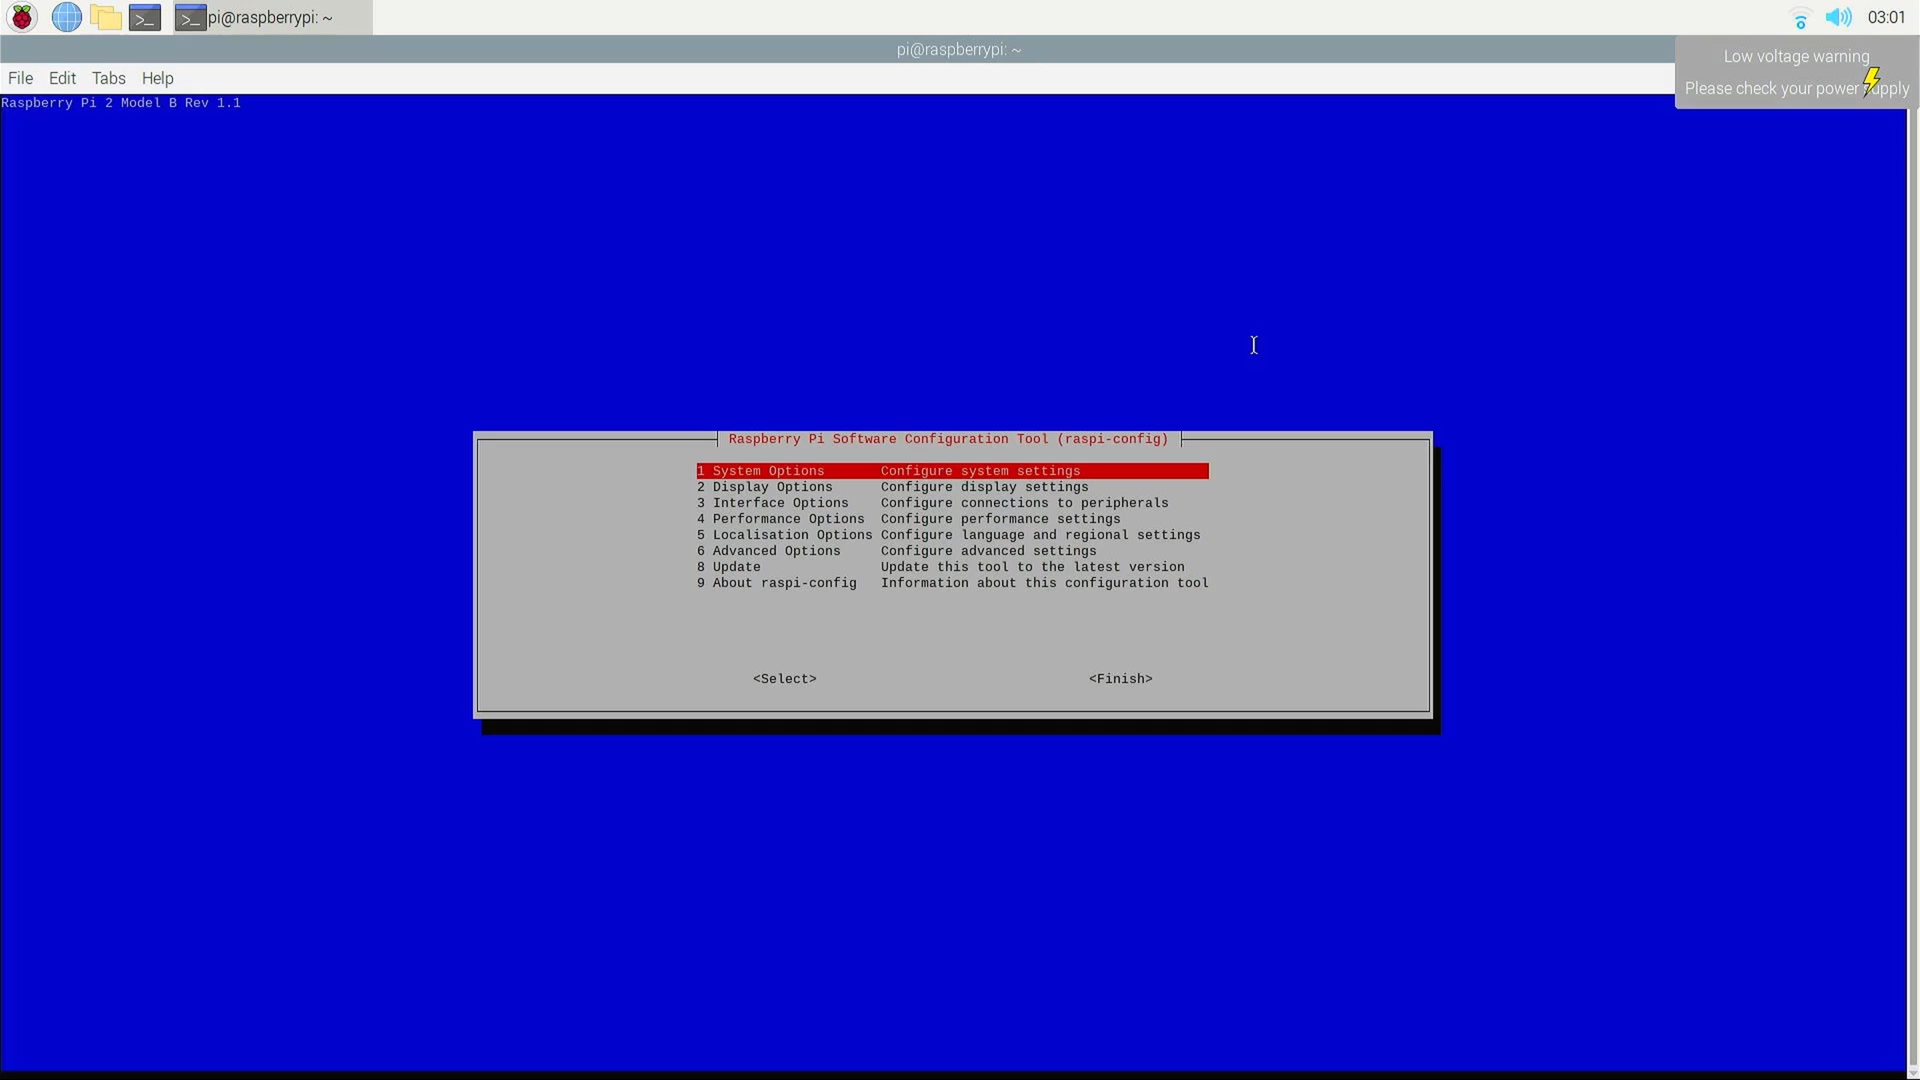 pi@raspberrypi: ~
03:01
pi@raspberrypi: ~
Low voltage warning
Please check your power supply
File Edit Tabs Help
Raspberry Pi 2 Model B Rev 1.1
Raspberry Pi Software Configuration Tool (raspi-config)
1 System Options Configure system settings
2 Display Options Configure display settings
3 Interface Options Configure connections to peripherals
4 Performance Options Configure performance settings
5 Localisation Options Configure language and regional settings
6 Advanced Options Configure advanced settings
8 Update Update this tool to the latest version
9 About raspi-config Information about this configuration tool
<Select> <Finish>